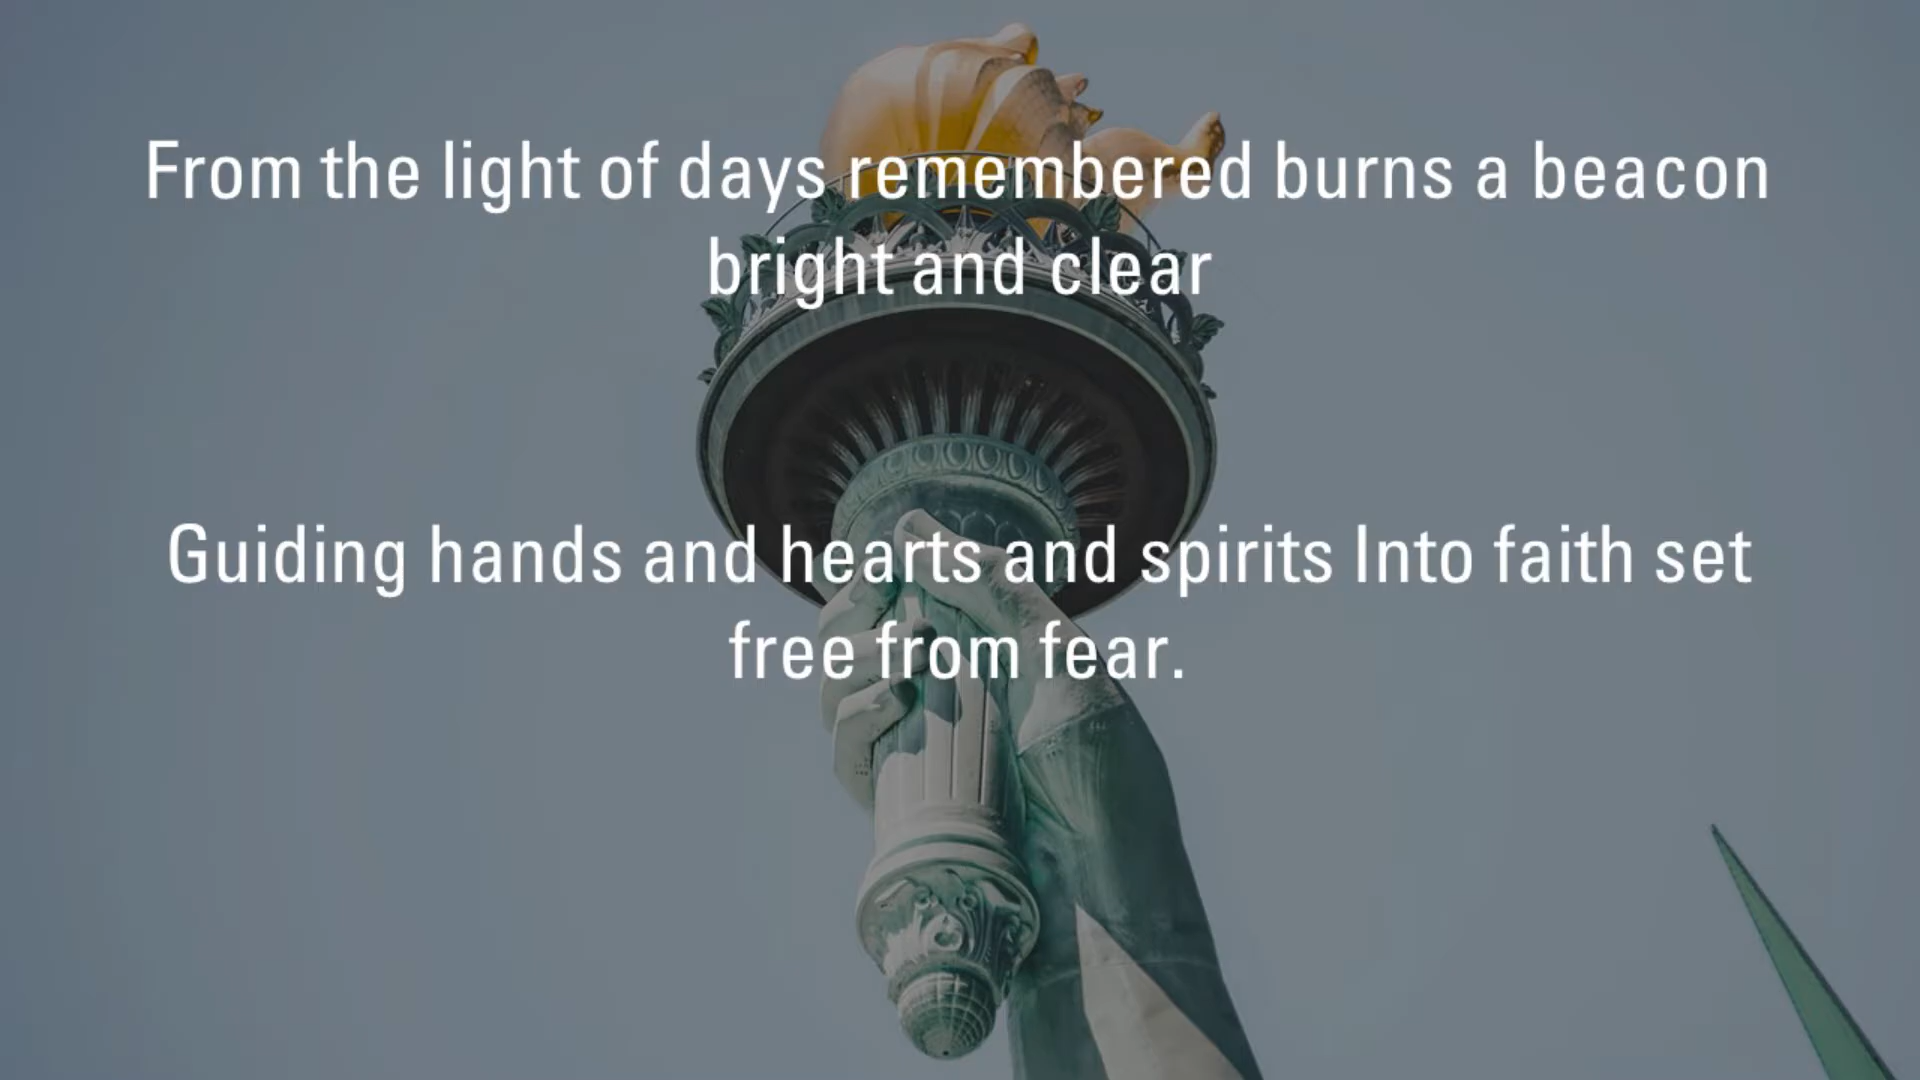 From the light of days remembered burns a beacon
bright and clear
Guiding hands and hearts and spirits Into faith set
free from fear.